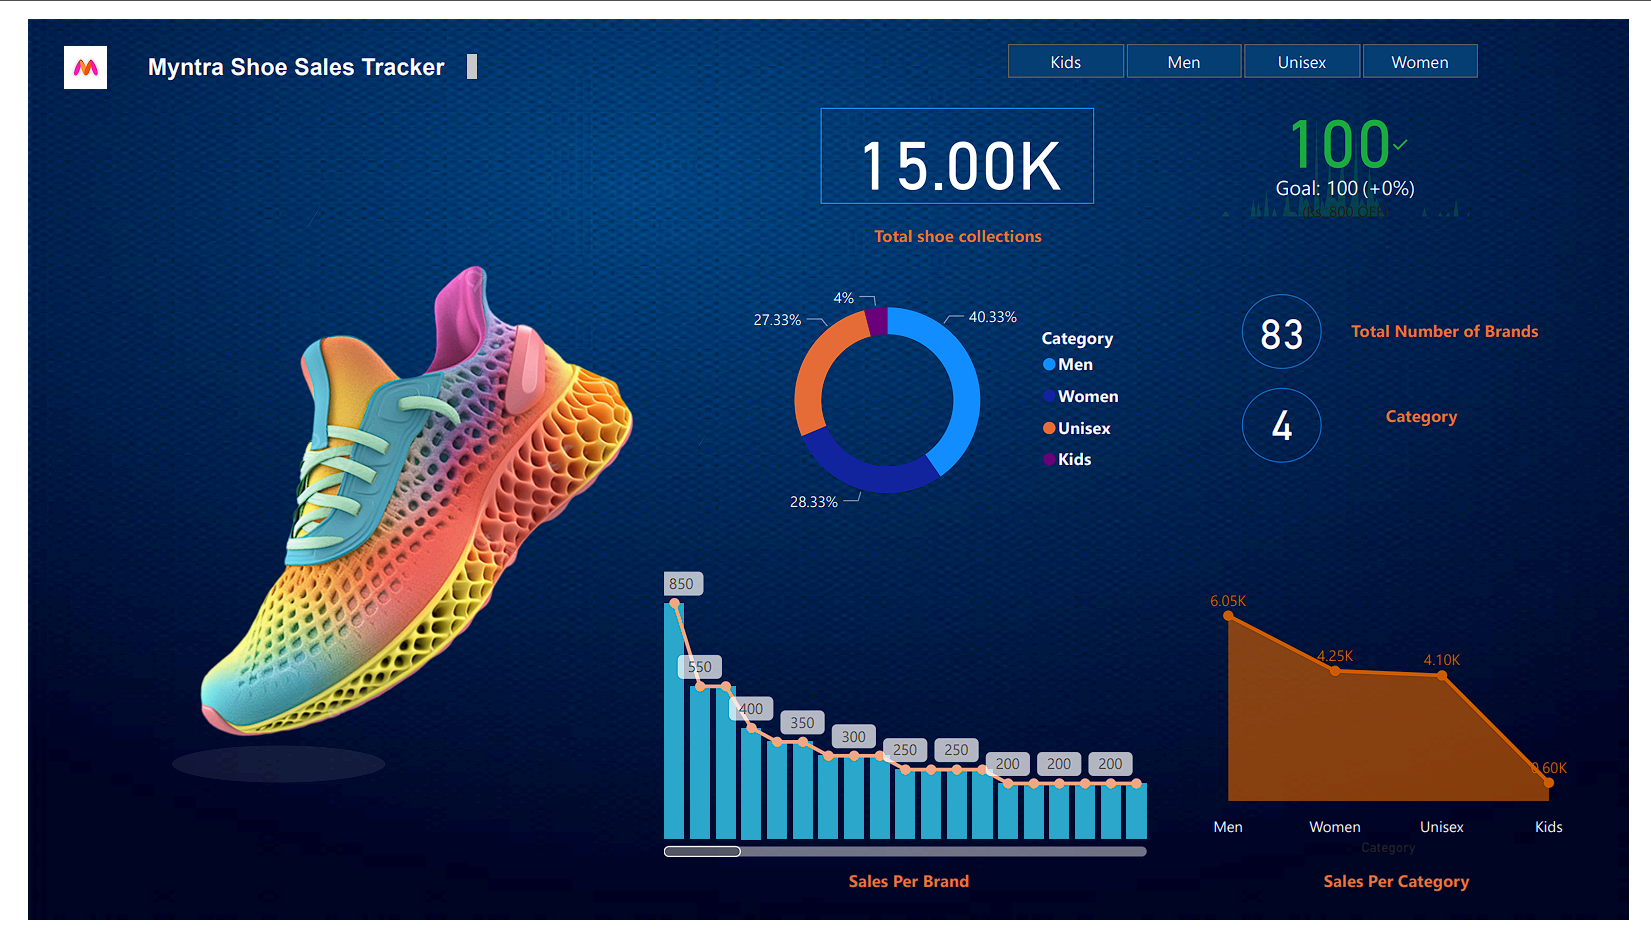 Myntra Shoe Sales Tracker
Kids
Men
Unisex
Women
15.00K
Total shoe collections
100
Goal: 100 (+0%)
(Rs. 800 OFF)
4%
27.33%
40.33%
28.33%
Category
Men
Women
Unisex
Kids
83
Total Number of Brands
4
Category
850
550
400
350
300
250
250
200
200
200
Sales Per Brand
6.05K
4.25K
4.10K
0.60K
Men
Women
Unisex
Kids
Category
Sales Per Category